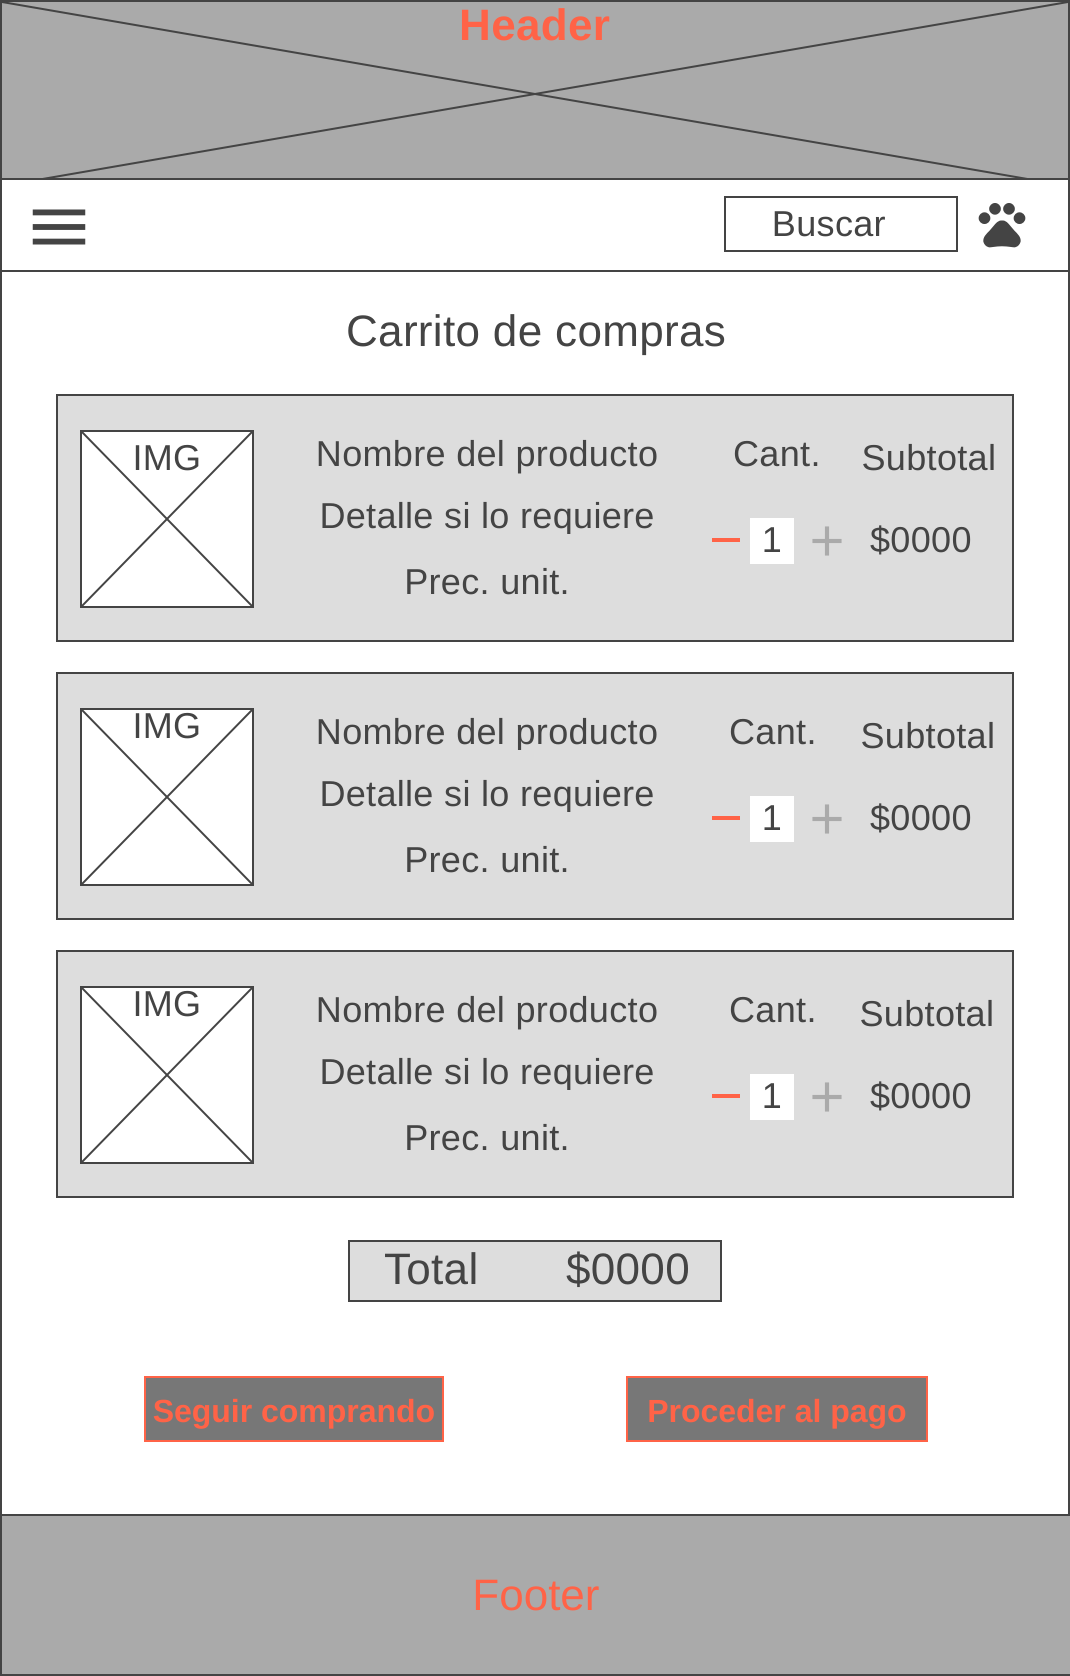 Header
Buscar
Carrito de compras
IMG
Nombre del producto
Detalle si lo requiere
Prec. unit.
Cant.
1
Subtotal
$0000
IMG
Nombre del producto
Detalle si lo requiere
Prec. unit.
Cant.
1
Subtotal
$0000
IMG
Nombre del producto
Detalle si lo requiere
Prec. unit.
Cant.
1
Subtotal
$0000
Total $0000
Seguir comprando
Proceder al pago
Footer